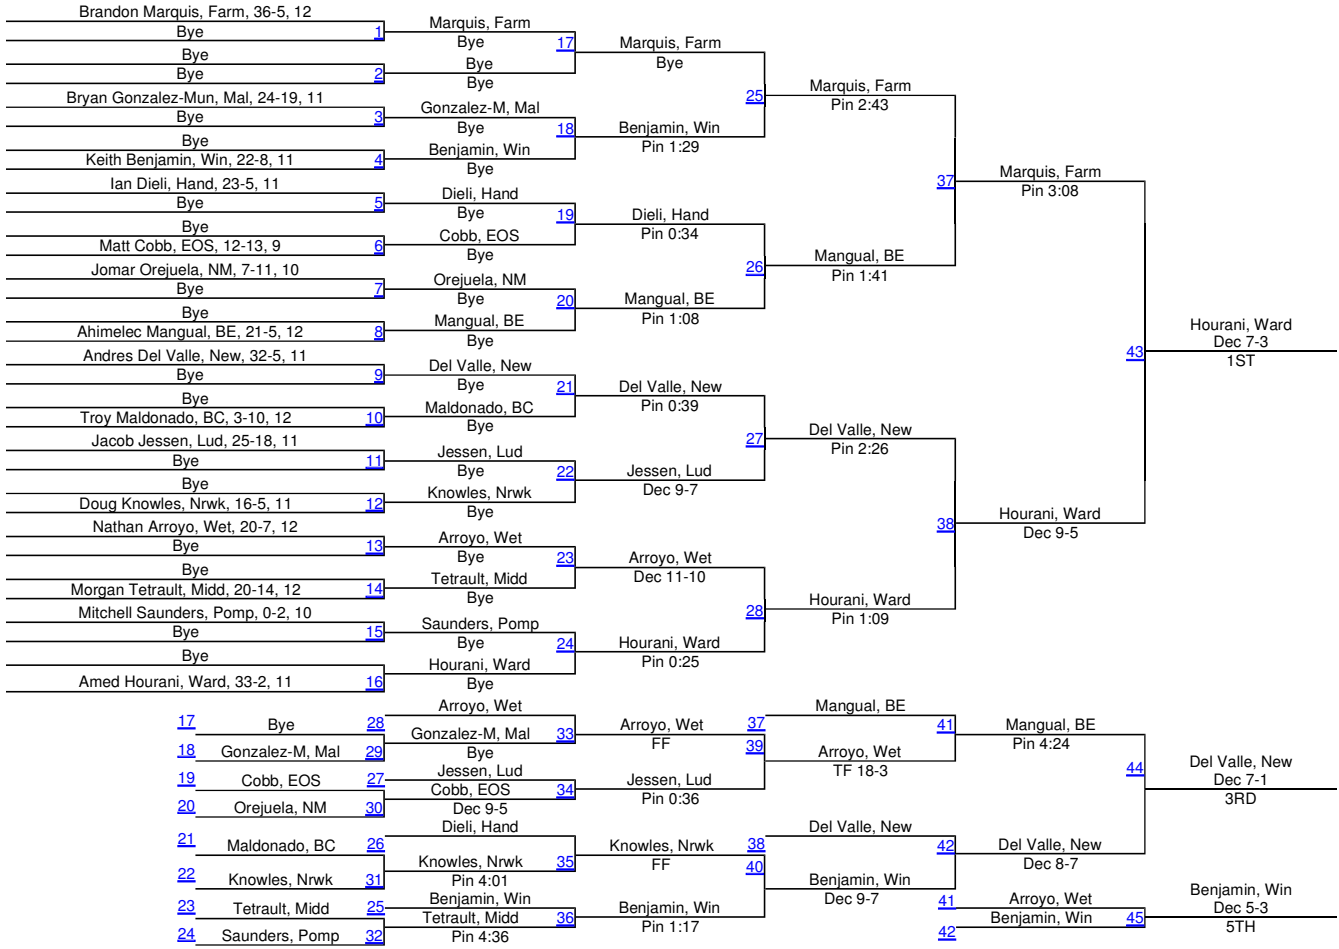 Brandon Marquis, Farm, 36-5, 12
Bye
1
Bye
Bye
2
Bryan Gonzalez-Mun, Mal, 24-19, 11
Bye
3
Bye
Keith Benjamin, Win, 22-8, 11
4
Ian Dieli, Hand, 23-5, 11
Bye
5
Bye
Matt Cobb, EOS, 12-13, 9
6
Jomar Orejuela, NM, 7-11, 10
Bye
7
Bye
Ahimelec Mangual, BE, 21-5, 12
8
Andres Del Valle, New, 32-5, 11
Bye
9
Bye
Troy Maldonado, BC, 3-10, 12
10
Jacob Jessen, Lud, 25-18, 11
Bye
11
Bye
Doug Knowles, Nrwk, 16-5, 11
12
Nathan Arroyo, Wet, 20-7, 12
Bye
13
Bye
Morgan Tetrault, Midd, 20-14, 12
14
Mitchell Saunders, Pomp, 0-2, 10
Bye
15
Bye
Amed Hourani, Ward, 33-2, 11
16
Marquis, Farm
Bye
17
Bye
Bye
Gonzalez-M, Mal
Bye
18
Benjamin, Win
Bye
Dieli, Hand
Bye
19
Cobb, EOS
Bye
Orejuela, NM
Bye
20
Mangual, BE
Bye
Del Valle, New
Bye
21
Maldonado, BC
Bye
Jessen, Lud
Bye
22
Knowles, Nrwk
Bye
Arroyo, Wet
Bye
23
Tetrault, Midd
Bye
Saunders, Pomp
Bye
24
Hourani, Ward
Bye
Marquis, Farm
Bye
25
Benjamin, Win
Pin 1:29
Dieli, Hand
Pin 0:34
26
Mangual, BE
Pin 1:08
Del Valle, New
Pin 0:39
27
Jessen, Lud
Dec 9-7
Arroyo, Wet
Dec 11-10
28
Hourani, Ward
Pin 0:25
Marquis, Farm
Pin 2:43
37
Mangual, BE
Pin 1:41
Del Valle, New
Pin 2:26
38
Hourani, Ward
Pin 1:09
Marquis, Farm
Pin 3:08
43
Hourani, Ward
Dec 9-5
Hourani, Ward
Dec 7-3
1ST
17
Bye
28
18
Gonzalez-M, Mal
29
19
Cobb, EOS
27
20
Orejuela, NM
30
21
Maldonado, BC
26
22
Knowles, Nrwk
31
23
Tetrault, Midd
25
24
Saunders, Pomp
32
Arroyo, Wet
Gonzalez-M, Mal
33
Bye
Jessen, Lud
Cobb, EOS
34
Dec 9-5
Dieli, Hand
Knowles, Nrwk
35
Pin 4:01
Benjamin, Win
Tetrault, Midd
36
Pin 4:36
Arroyo, Wet
37
FF
39
Jessen, Lud
Pin 0:36
Knowles, Nrwk
38
FF
40
Benjamin, Win
Pin 1:17
Mangual, BE
41
Arroyo, Wet
TF 18-3
Del Valle, New
42
Benjamin, Win
Dec 9-7
Mangual, BE
Pin 4:24
44
Del Valle, New
Dec 8-7
Del Valle, New
Dec 7-1
3RD
41
Arroyo, Wet
Benjamin, Win
45
42
Benjamin, Win
Dec 5-3
5TH